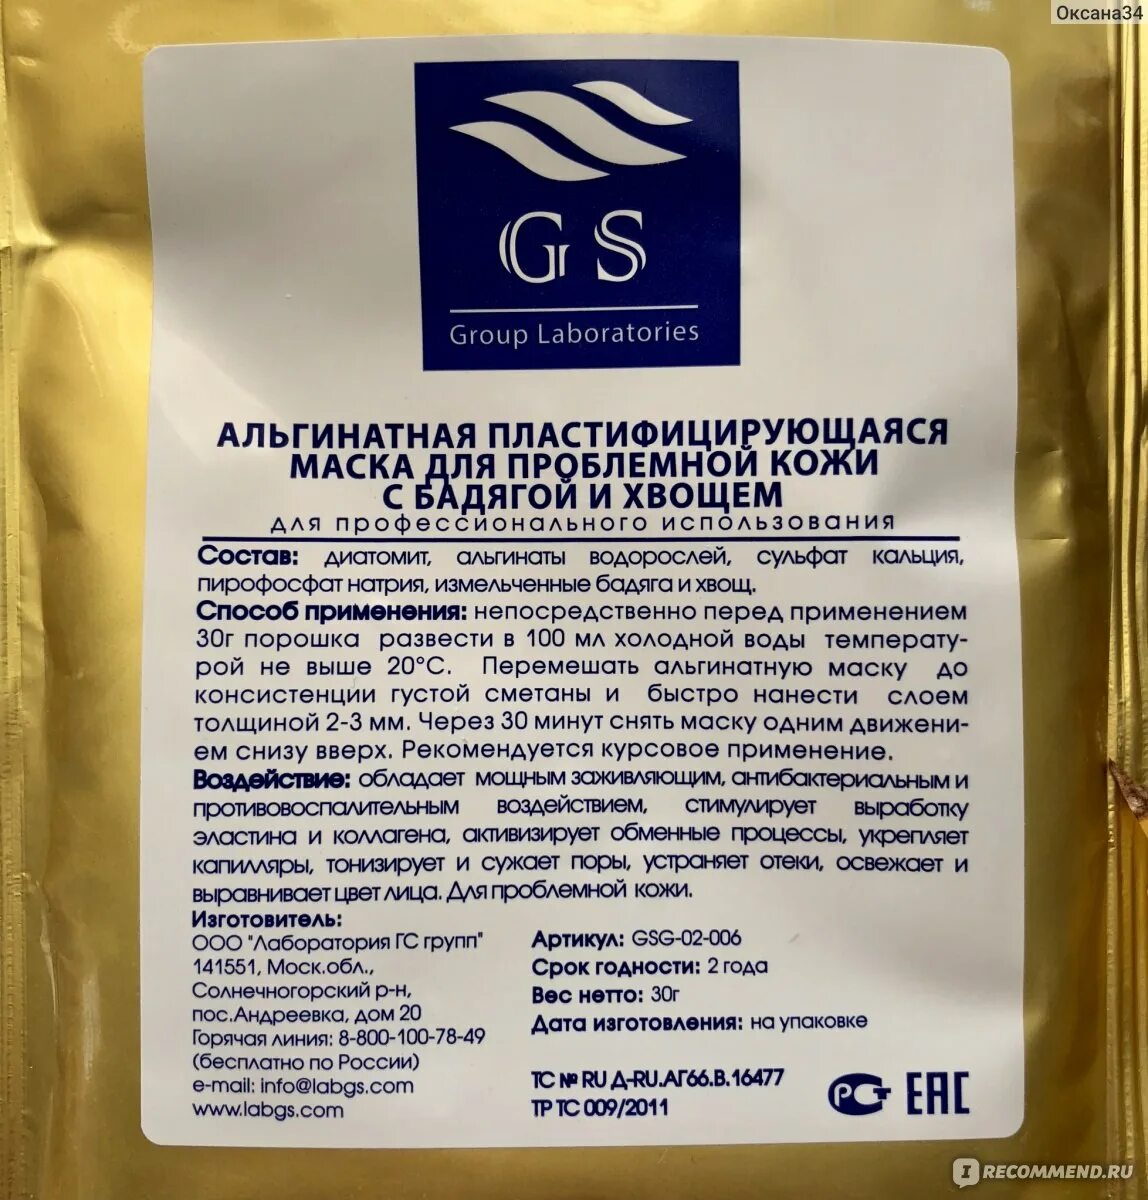 Оксана34
GS
Group Laboratories
АЛЬГИНАТНАЯ ПЛАСТИФИЦИРУЮЩАЯСЯ
МАСКА ДЛЯ ПРОБЛЕМНОЙ КОЖИ
С БАДЯГОЙ И ХВОЩЕМ
для профессионального использования
Состав: диатомит, альгинаты водорослей, сульфат кальция,
пирофосфат натрия, измельченные бадяга и хвощ.
Способ применения: непосредственно перед применением
30г порошка развести в 100 мл холодной воды температу-
рой не выше 20°С. Перемешать альгинатную маску до
консистенции густой сметаны и быстро нанести слоем
толщиной 2-3 мм. Через 30 минут снять маску одним движени-
ем снизу вверх. Рекомендуется курсовое применение.
Воздействие: обладает мощным заживляющим, антибактериальным и
противовоспалительным воздействием, стимулирует выработку
эластина и коллагена, активизирует обменные процессы, укрепляет
капилляры, тонизирует и сужает поры, устраняет отеки, освежает и
выравнивает цвет лица. Для проблемной кожи.
Изготовитель:
ООО "Лаборатория ГС групп"
141551, Моск.обл.,
Солнечногорский р-н,
пос.Андреевка, дом 20
Горячая линия: 8-800-100-78-49
(бесплатно по России)
e-mail: info@labgs.com
www.labgs.com
Артикул: GSG-02-006
Срок годности: 2 года
Вес нетто: 30г
Дата изготовления: на упаковке
ТС № RU Д-RU.АГ66.В.16477
ТР ТС 009/2011
РСТ ЕАС
IRECOMMEND.RU